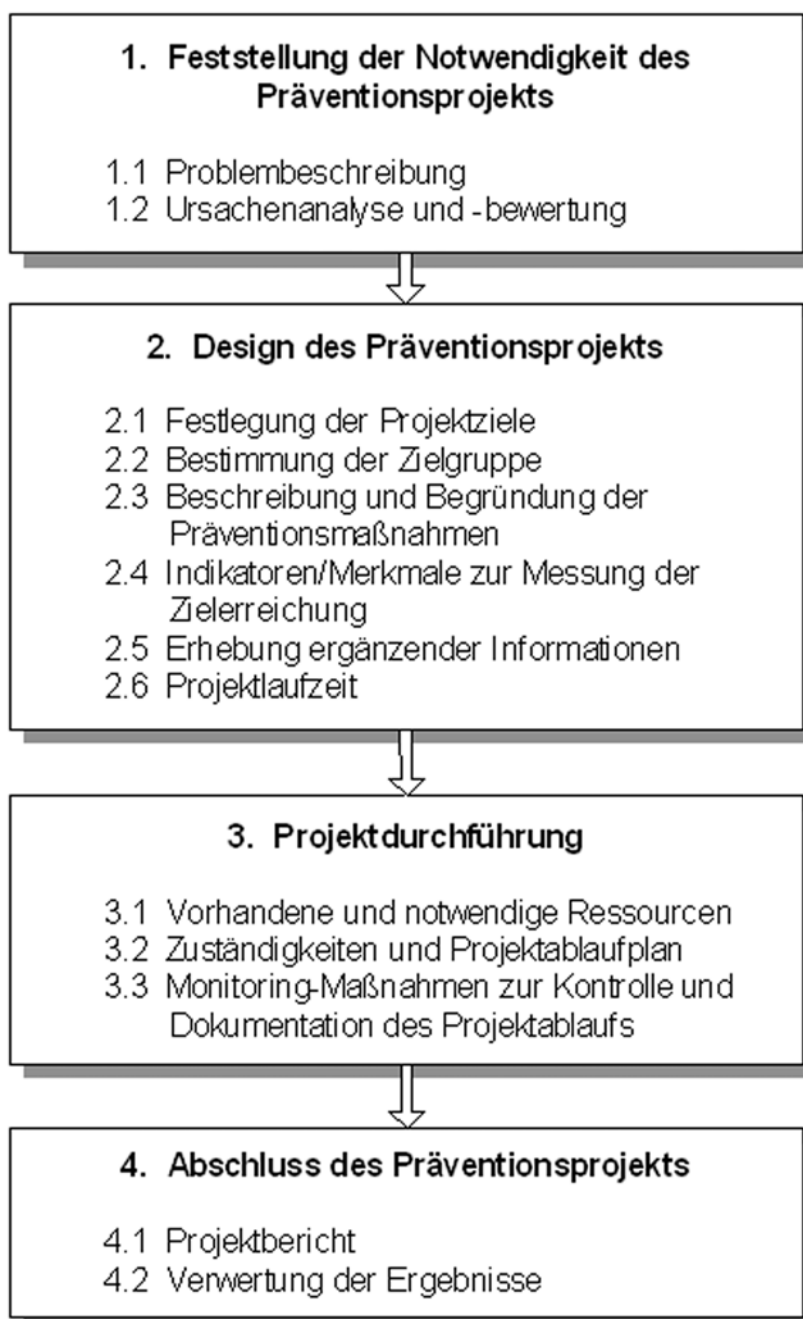 1. Feststellung der Notwendigkeit des
Präventionsprojekts
1.1 Problembeschreibung
1.2 Ursachenanalyse und -bewertung
2. Design des Präventionsprojekts
2.1 Festlegung der Projektziele
2.2 Bestimmung der Zielgruppe
2.3 Beschreibung und Begründung der
Präventionsmaßnahmen
2.4 Indikatoren/Merkmale zur Messung der
Zielerreichung
2.5 Erhebung ergänzender Informationen
2.6 Projektlaufzeit
3. Projektdurchführung
3.1 Vorhandene und notwendige Ressourcen
3.2 Zuständigkeiten und Projektablaufplan
3.3 Monitoring-Maßnahmen zur Kontrolle und
Dokumentation des Projektablaufs
4. Abschluss des Präventionsprojekts
4.1 Projektbericht
4.2 Verwertung der Ergebnisse